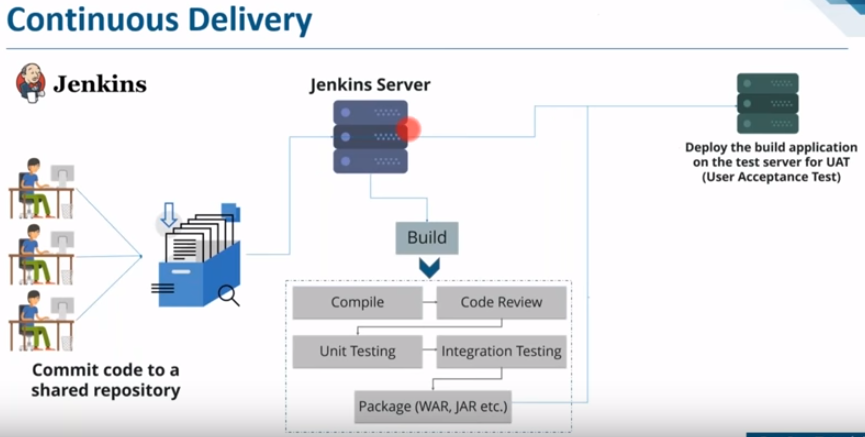 Continuous Delivery
Jenkins
Jenkins Server
Deploy the build application
on the test server for UAT
(User Acceptance Test)
Build
Compile
Code Review
Unit Testing
Integration Testing
Package (WAR, JAR etc.)
Commit code to a
shared repository